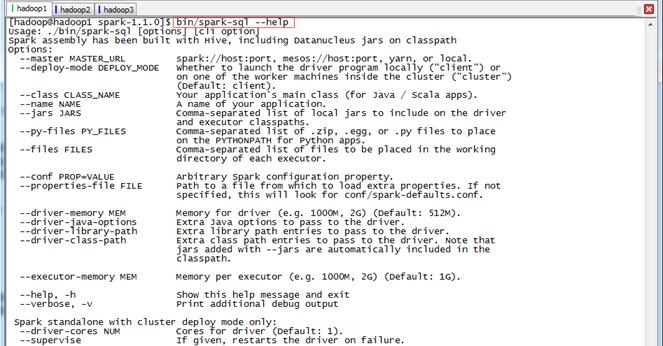 hadoop1 hadoop2 hadoop3
[hadoop@hadoop1 spark-1.1.0]$ bin/spark-sql --help
Usage: ./bin/spark-sql [options] [cli option]
Spark assembly has been built with Hive, including Datanucleus jars on classpath
Options:
--master MASTER_URL spark://host:port, mesos://host:port, yarn, or local.
--deploy-mode DEPLOY_MODE Whether to launch the driver program locally ("client") or
on one of the worker machines inside the cluster ("cluster")
(Default: client).
--class CLASS_NAME Your application's main class (for Java / Scala apps).
--name NAME A name of your application.
--jars JARS Comma-separated list of local jars to include on the driver
and executor classpaths.
--py-files PY_FILES Comma-separated list of .zip, .egg, or .py files to place
on the PYTHONPATH for Python apps.
--files FILES Comma-separated list of files to be placed in the working
directory of each executor.
--conf PROP=VALUE Arbitrary Spark configuration property.
--properties-file FILE Path to a file from which to load extra properties. If not
specified, this will look for conf/spark-defaults.conf.
--driver-memory MEM Memory for driver (e.g. 1000M, 2G) (Default: 512M).
--driver-java-options Extra Java options to pass to the driver.
--driver-library-path Extra library path entries to pass to the driver.
--driver-class-path Extra class path entries to pass to the driver. Note that
jars added with --jars are automatically included in the
classpath.
--executor-memory MEM Memory per executor (e.g. 1000M, 2G) (Default: 1G).
--help, -h Show this help message and exit
--verbose, -v Print additional debug output
Spark standalone with cluster deploy mode only:
--driver-cores NUM Cores for driver (Default: 1).
--supervise If given, restarts the driver on failure.